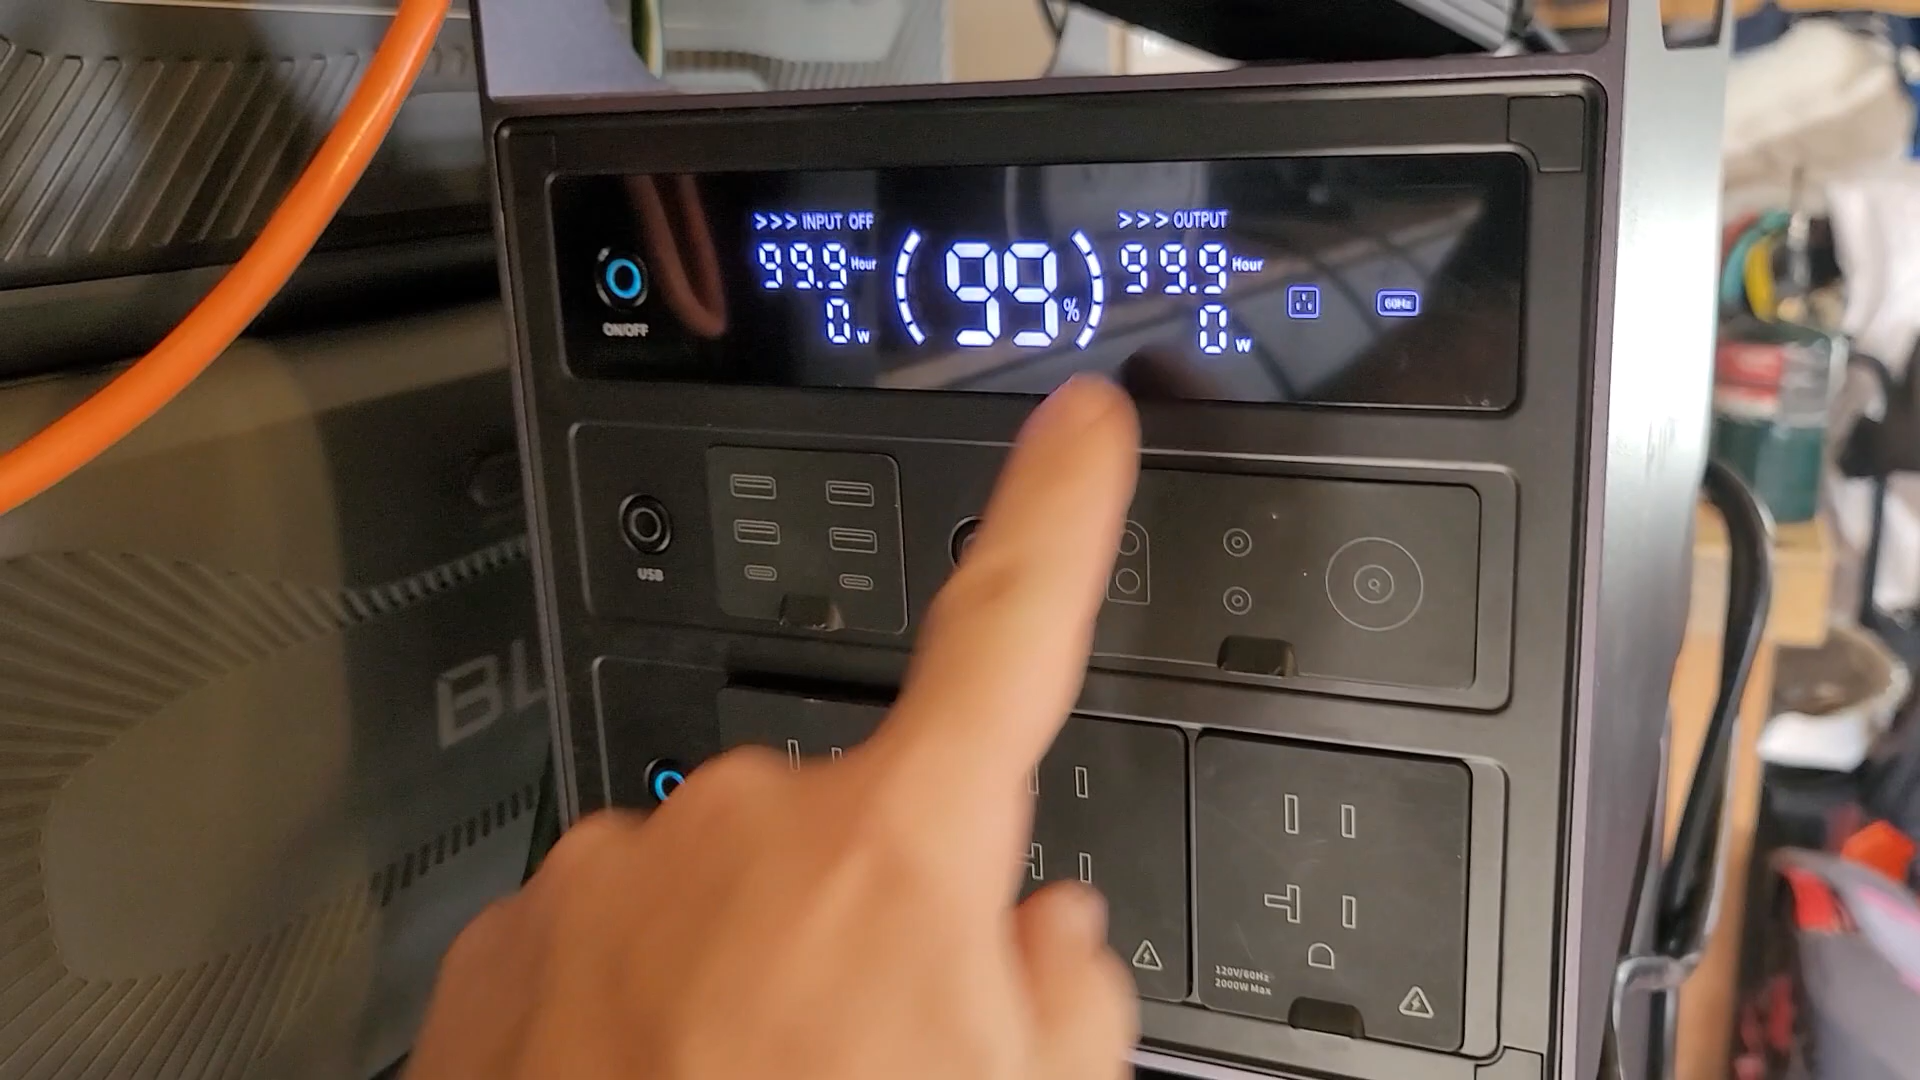 >>> INPUT OFF
99.9 Hour
0 W
99 %
>>> OUTPUT
99.9 Hour
0 W
60Hz
ON/OFF
USB
BL
120V/60Hz
2000W Max